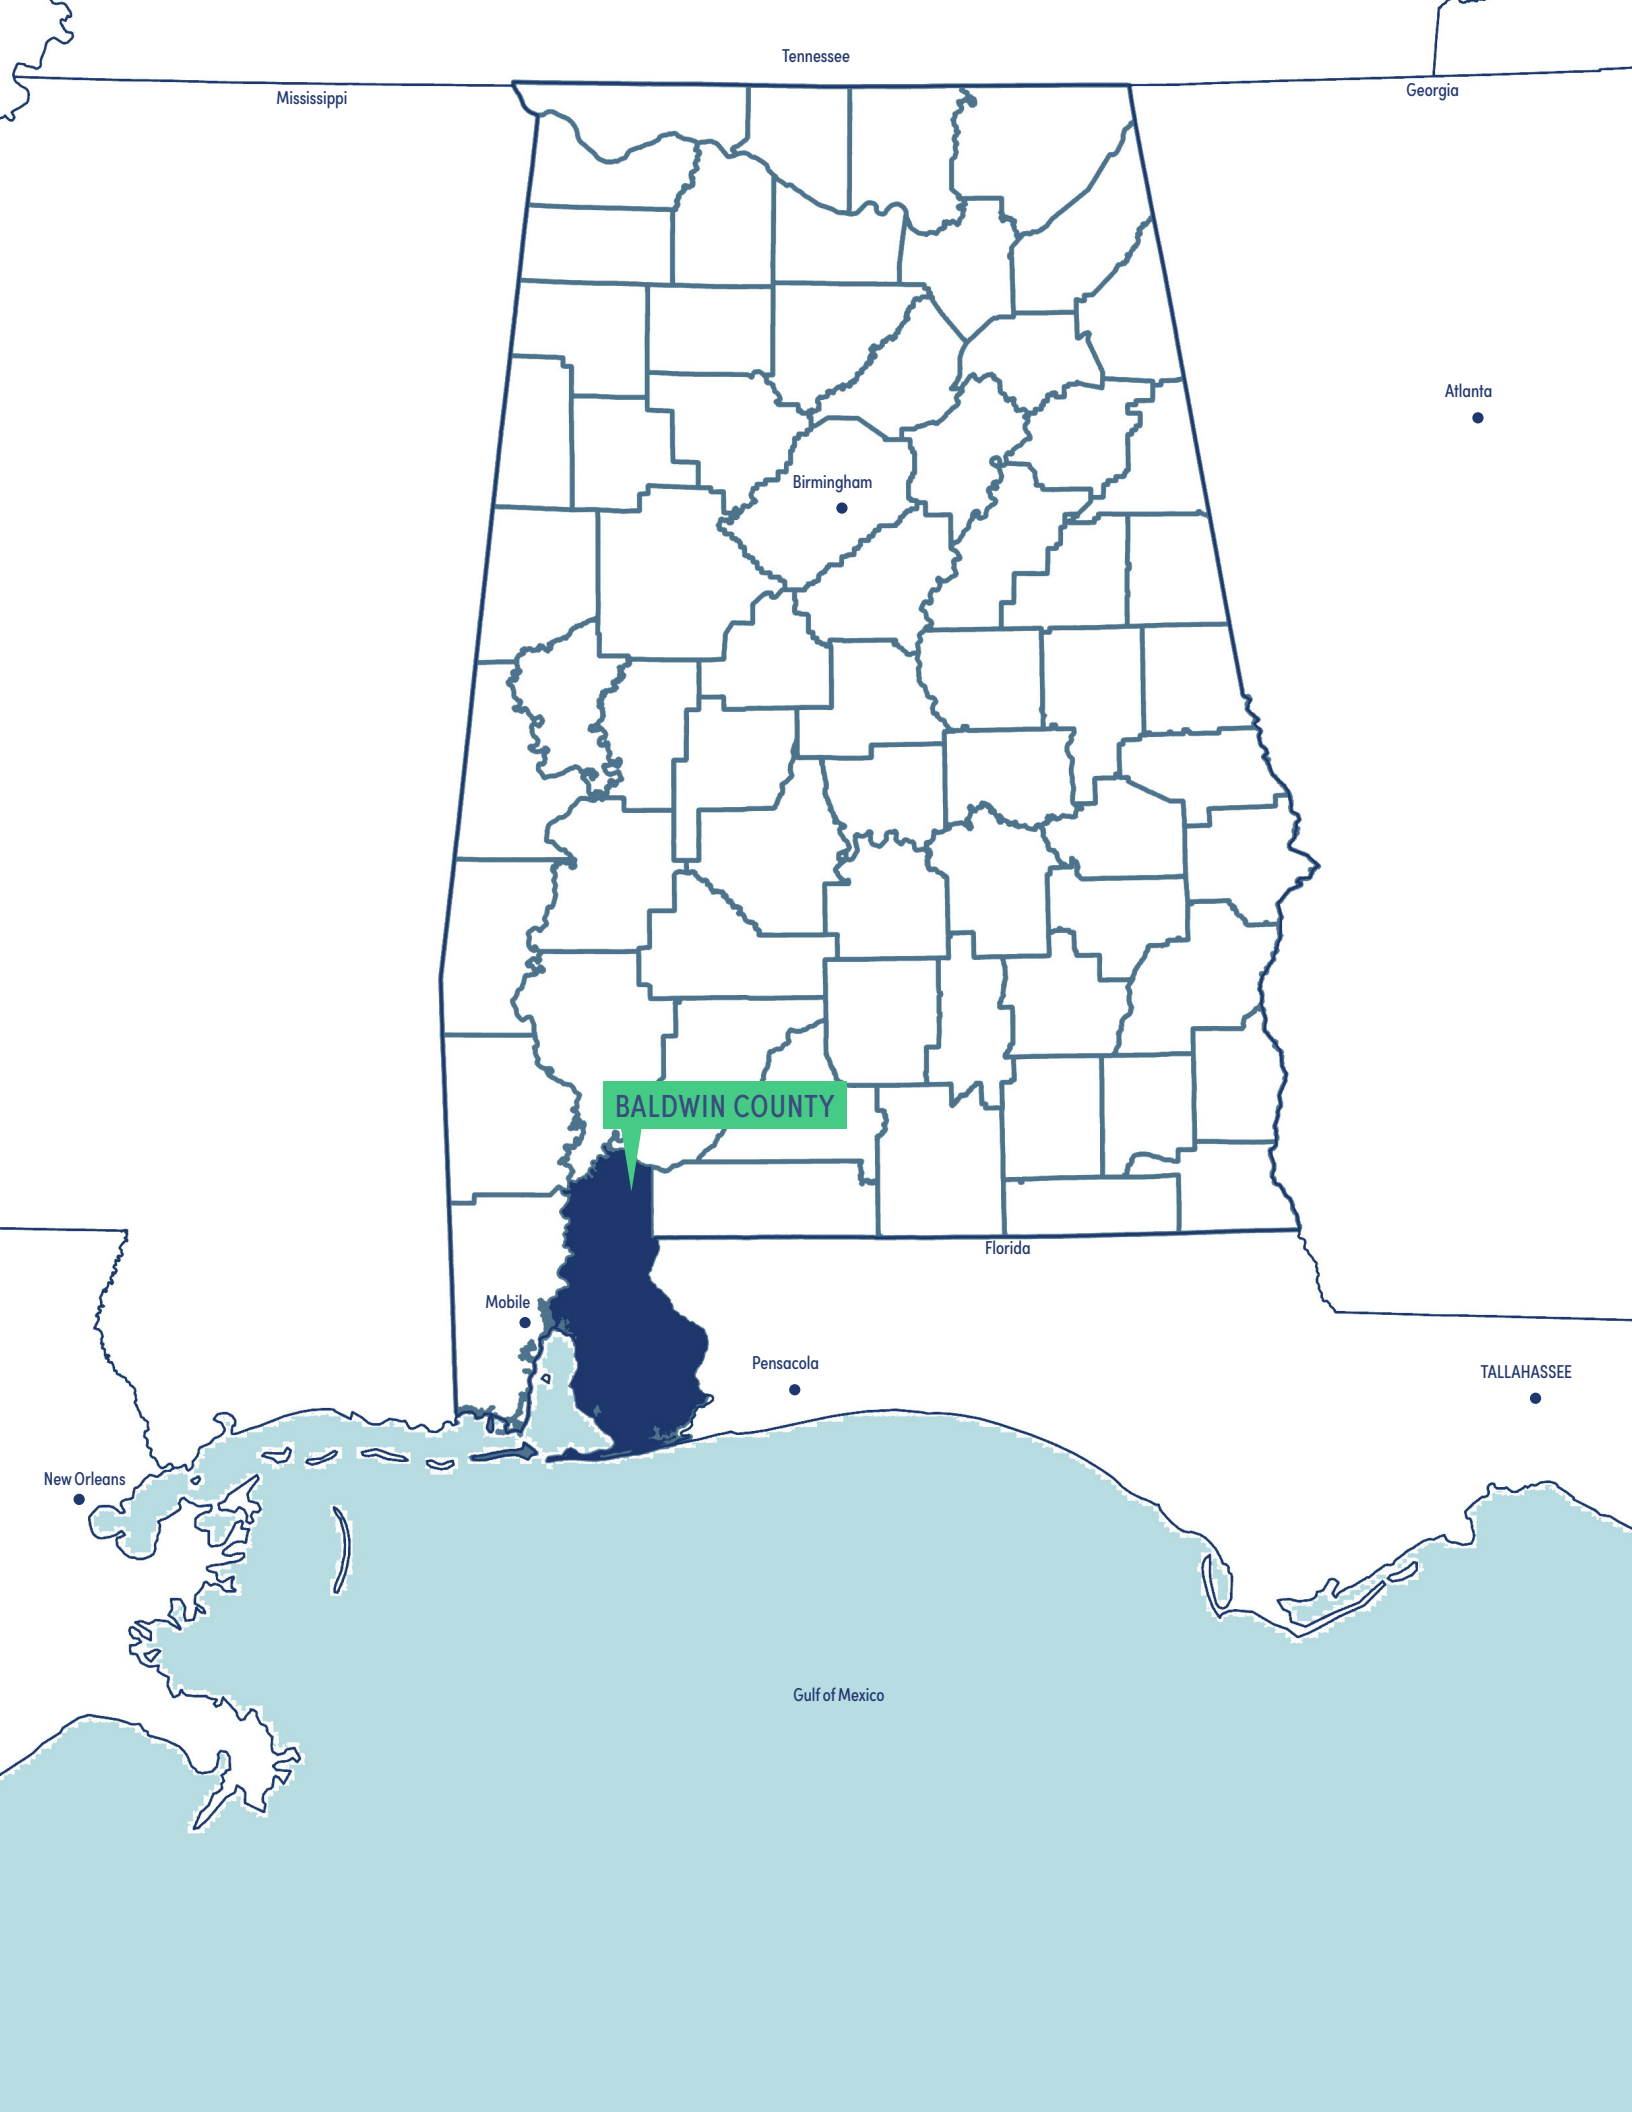 Tennessee
Mississippi
Georgia
Atlanta
Birmingham
BALDWIN COUNTY
Florida
Mobile
Pensacola
TALLAHASSEE
New Orleans
Gulf of Mexico